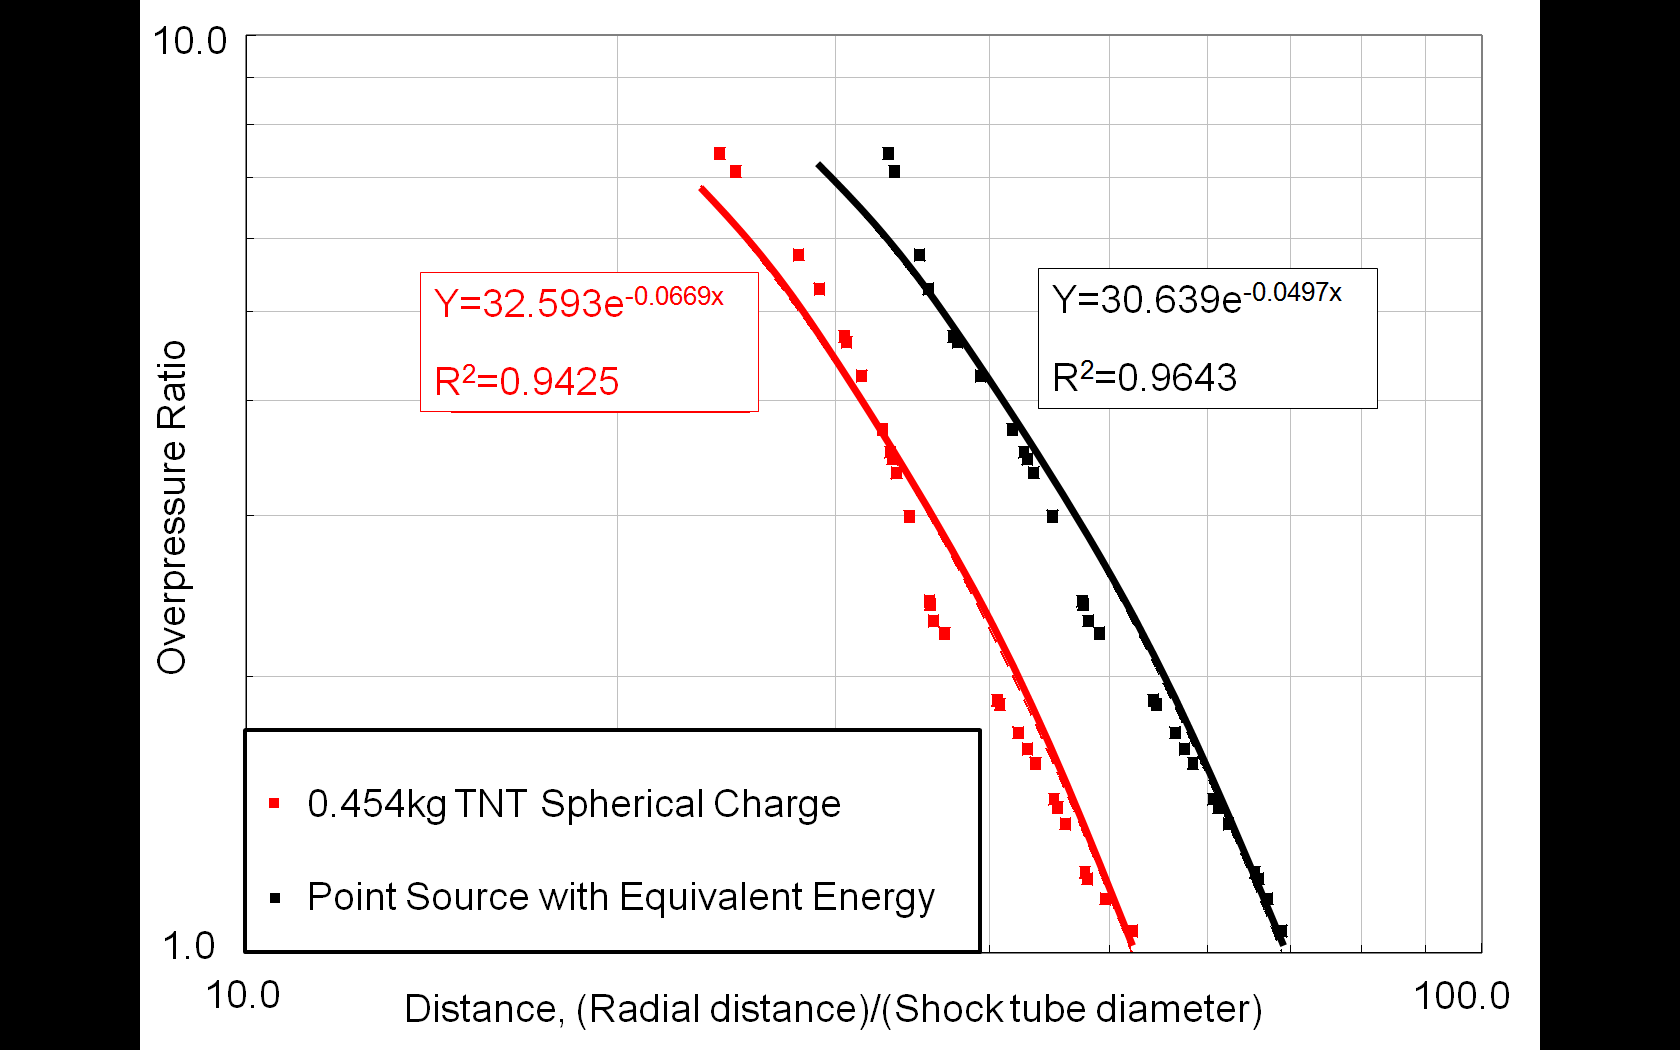 10.0
Y=32.593e-0.0669x
R2=0.9425
Y=30.639e-0.0497x
R2=0.9643
Overpressure Ratio
0.454kg TNT Spherical Charge
Point Source with Equivalent Energy
1.0
10.0
100.0
Distance, (Radial distance)/(Shock tube diameter)